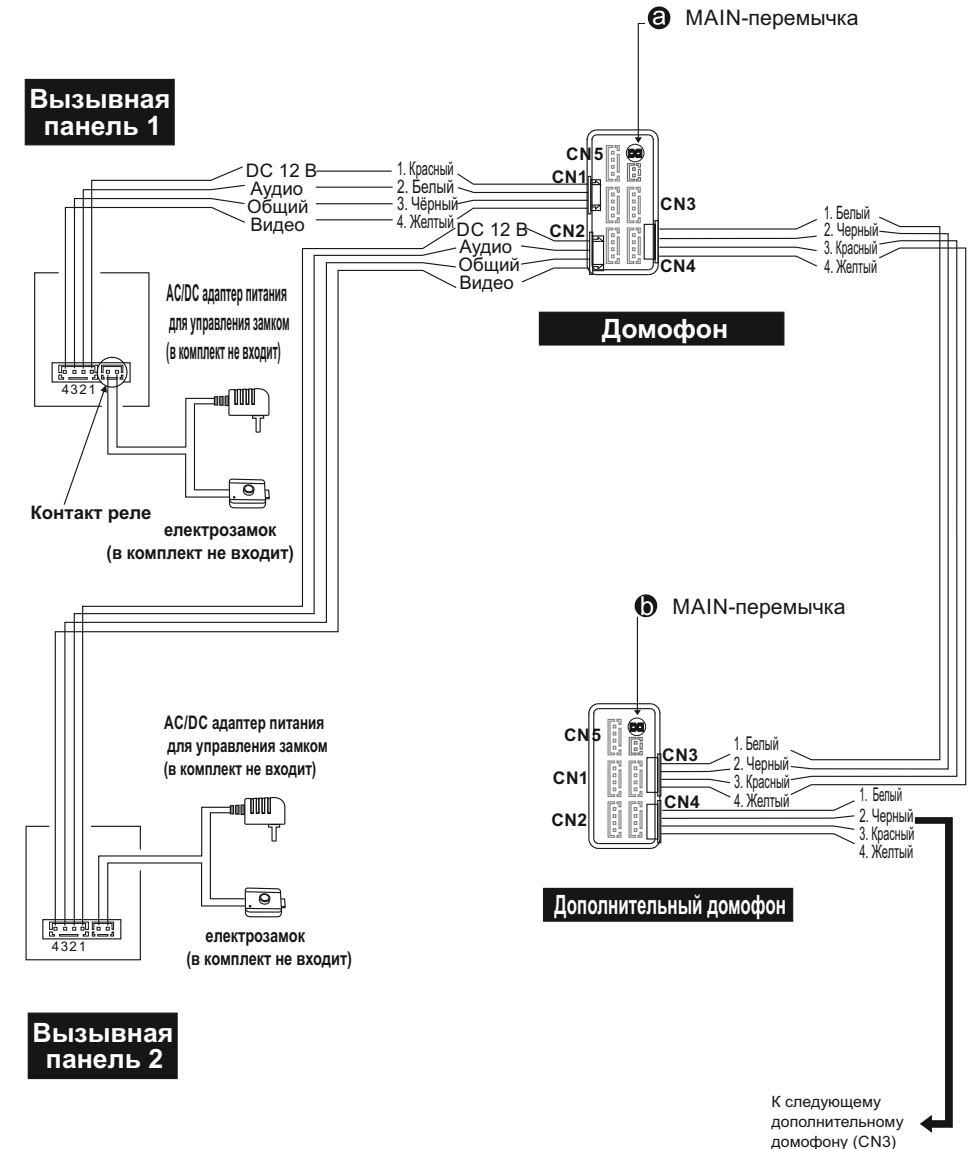 a MAIN-перемычка
Вызывная
панель 1
CN5
DC 12 В 1. Красный
CN1
Аудио 2. Белый
Общий 3. Чёрный
CN3
Видео 4. Желтый
DC 12 В
CN2
Аудио
Общий
Видео
CN4
1. Белый
2. Черный
3. Красный
4. Желтый
AC/DC адаптер питания
для управления замком
(в комплект не входит)
Домофон
4321
Контакт реле
електрозамок
(в комплект не входит)
b MAIN-перемычка
AC/DC адаптер питания
для управления замком
(в комплект не входит)
CN5
CN3
CN1
CN4
CN2
1. Белый
2. Черный
3. Красный
4. Желтый
1. Белый
2. Черный
3. Красный
4. Желтый
Дополнительный домофон
4321
електрозамок
(в комплект не входит)
Вызывная
панель 2
К следующему
дополнительному
домофону (CN3)